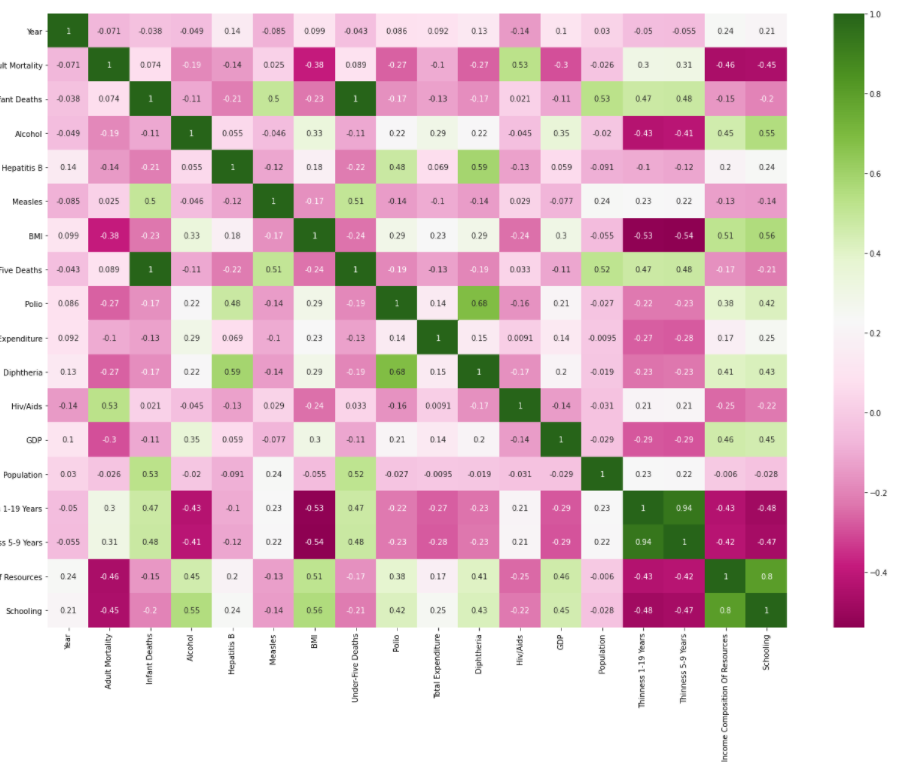 Year 1 -0.071 -0.038 -0.049 0.14 -0.085 0.099 -0.043 0.086 0.092 -0.14 0.1 0.03 -0.05 -0.055 0.24 0.21 1.0
ult Mortality -0.071 1 0.074 -0.19 -0.14 0.025 -0.38 0.089 -0.27 -0.1 -0.27 0.53 -0.3 -0.026 0.3 0.31 -0.46 -0.45
fant Deaths -0.038 0.074 1 -0.11 -0.21 0.5 -0.23 1 -0.17 -0.13 -0.17 0.021 -0.11 0.53 0.47 0.48 -0.15 -0.2 0.8
Alcohol -0.049 -0.19 -0.11 1 0.055 -0.046 0.33 -0.11 0.22 0.29 0.22 -0.045 0.35 -0.02 -0.43 -0.41 0.45 0.55
Hepatitis B 0.14 -0.14 -0.21 0.055 1 -0.12 0.18 -0.22 0.48 0.069 0.59 -0.13 0.059 -0.091 -0.1 -0.12 0.2 0.24 0.6
Measles -0.085 0.025 0.5 -0.046 -0.12 1 -0.17 0.51 -0.14 -0.1 -0.14 0.029 -0.077 0.24 0.23 0.22 -0.13 -0.14
BMI 0.099 -0.38 -0.23 0.33 0.18 -0.17 1 -0.24 0.29 0.23 0.29 -0.24 0.3 -0.055 -0.53 -0.54 0.51 0.56
Five Deaths -0.043 0.089 1 -0.11 -0.22 0.51 -0.24 1 -0.19 -0.13 -0.19 0.033 -0.11 0.52 0.47 0.48 -0.17 -0.21 0.4
Polio 0.086 -0.27 -0.17 0.22 0.48 -0.14 0.29 -0.19 1 0.14 0.68 -0.16 0.21 -0.027 -0.22 -0.23 0.38 0.42
Expenditure 0.092 -0.1 -0.13 0.29 0.069 -0.1 0.23 -0.13 0.14 1 0.15 0.0091 0.14 -0.0095 -0.27 -0.28 0.17 0.25 0.2
Diphtheria 0.13 -0.27 -0.17 0.22 0.59 -0.14 0.29 -0.19 0.68 0.15 1 -0.17 0.2 -0.019 -0.23 -0.23 0.41 0.43
Hiv/Aids -0.14 0.53 0.021 -0.045 -0.13 0.029 -0.24 0.033 -0.16 0.0091 -0.17 1 -0.14 -0.031 0.21 0.21 -0.25 -0.22 0.0
GDP 0.1 -0.3 -0.11 0.35 0.059 -0.077 0.3 -0.11 0.21 0.14 0.2 -0.14 1 -0.029 -0.29 -0.29 0.46 0.45
Population 0.03 -0.026 0.53 -0.02 -0.091 0.24 -0.055 0.52 -0.027 -0.0095 -0.019 -0.031 -0.029 1 0.23 0.22 -0.006 -0.028
1-19 Years -0.05 0.3 0.47 -0.43 -0.1 0.23 -0.53 0.47 -0.22 -0.27 -0.23 0.21 -0.29 0.23 1 0.94 -0.43 -0.48 -0.2
ss 5-9 Years -0.055 0.31 0.48 -0.41 -0.12 0.22 -0.54 0.48 -0.23 -0.28 -0.23 0.21 -0.29 0.22 0.94 1 -0.42 -0.47
f Resources 0.24 -0.46 -0.15 0.45 0.2 -0.13 0.51 -0.17 0.38 0.17 0.41 -0.25 0.46 -0.006 -0.43 -0.42 1 0.8 -0.4
Schooling 0.21 -0.45 -0.2 0.55 0.24 -0.14 0.56 -0.21 0.42 0.25 0.43 -0.22 0.45 -0.028 -0.48 -0.47 0.8 1
Year
Adult Mortality
Infant Deaths
Alcohol
Hepatitis B
Measles
BMI
Under-Five Deaths
Polio
Total Expenditure
Diphtheria
Hiv/Aids
GDP
Population
Thinness 1-19 Years
Thinness 5-9 Years
Income Composition Of Resources
Schooling